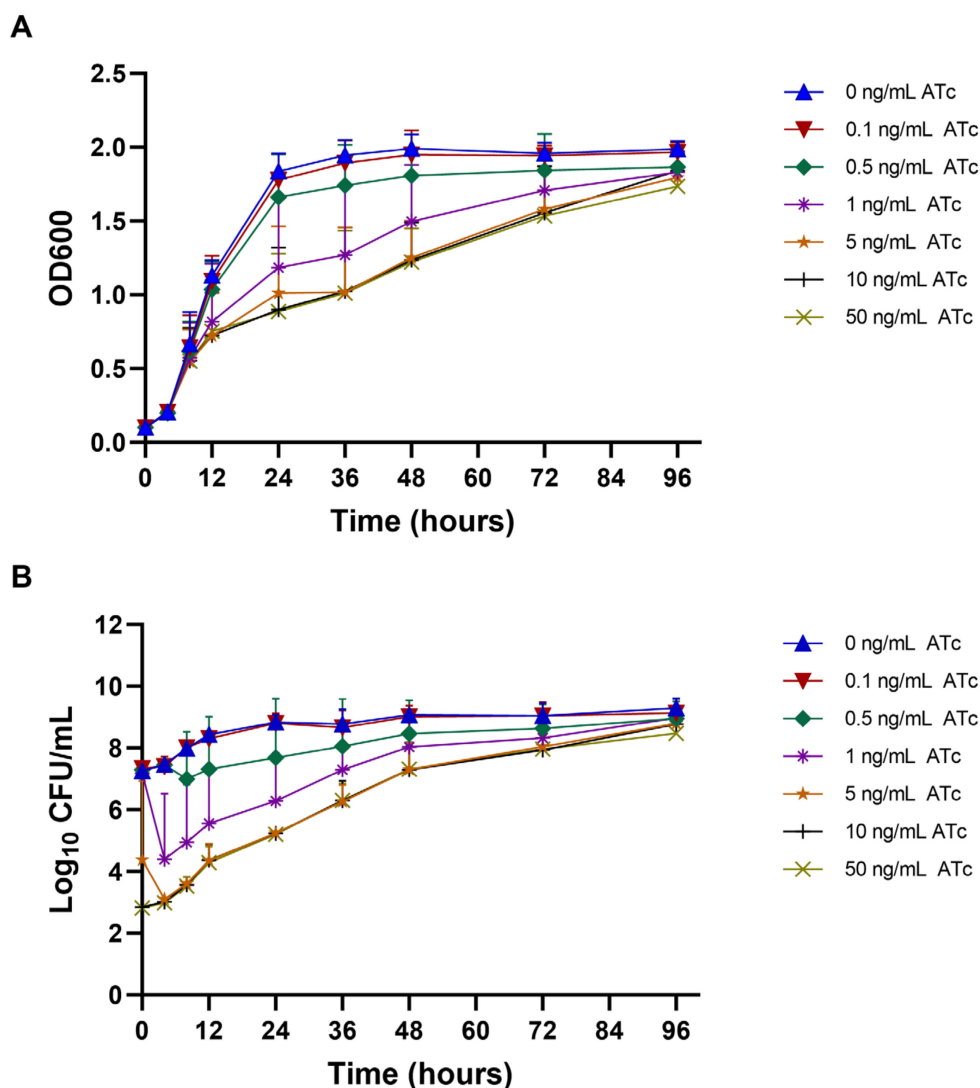 A
OD600
2.5
2.0
1.5
1.0
0.5
0.0
0 12 24 36 48 60 72 84 96
Time (hours)
0 ng/mL ATc
0.1 ng/mL ATc
0.5 ng/mL ATc
1 ng/mL ATc
5 ng/mL ATc
10 ng/mL ATc
50 ng/mL ATc
B
Log10 CFU/mL
12
10
8
6
4
2
0
0 12 24 36 48 60 72 84 96
Time (hours)
0 ng/mL ATc
0.1 ng/mL ATc
0.5 ng/mL ATc
1 ng/mL ATc
5 ng/mL ATc
10 ng/mL ATc
50 ng/mL ATc